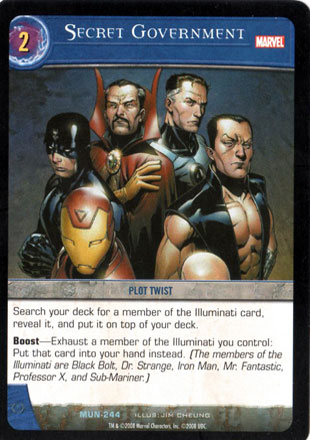 2
SECRET GOVERNMENT
MARVEL
PLOT TWIST
Search your deck for a member of the Illuminati card,
reveal it, and put it on top of your deck.
Boost—Exhaust a member of the Illuminati you control:
Put that card into your hand instead. [The members of the
Illuminati are Black Bolt, Dr. Strange, Iron Man, Mr. Fantastic,
Professor X, and Sub-Mariner.]
MUN-244 ILLUS: JIM CHEUNG
TM & ©2008 Marvel Characters, Inc. ©2008 UDC.